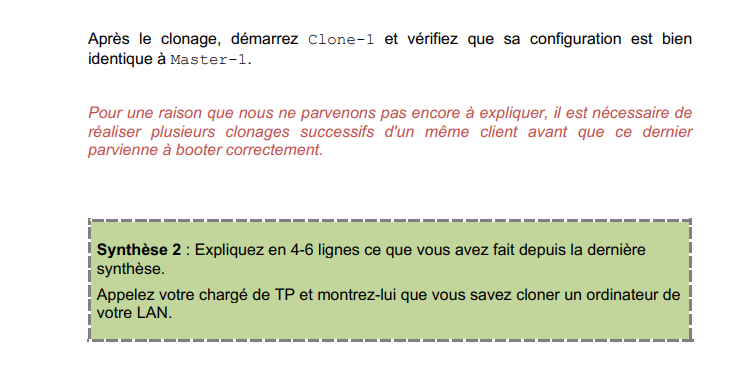 Après le clonage, démarrez Clone-1 et vérifiez que sa configuration est bien
identique à Master-1.
Pour une raison que nous ne parvenons pas encore à expliquer, il est nécessaire de
réaliser plusieurs clonages successifs d'un même client avant que ce dernier
parvienne à booter correctement.
Synthèse 2 : Expliquez en 4-6 lignes ce que vous avez fait depuis la dernière
synthèse.
Appelez votre chargé de TP et montrez-lui que vous savez cloner un ordinateur de
votre LAN.